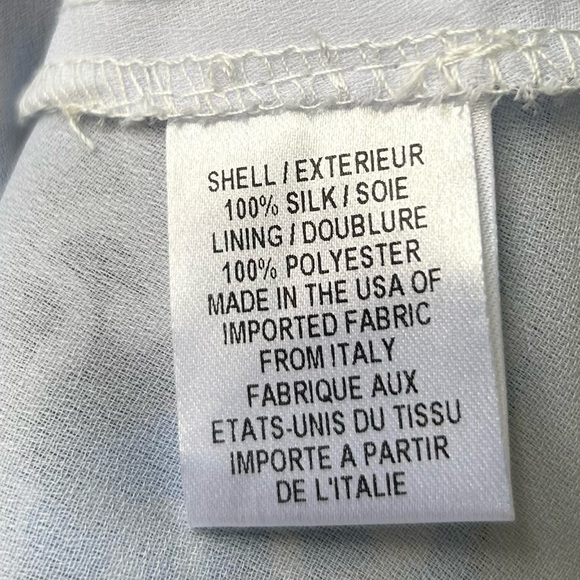 SHELL / EXTERIEUR
100% SILK / SOIE
LINING / DOUBLURE
100% POLYESTER
MADE IN THE USA OF
IMPORTED FABRIC
FROM ITALY
FABRIQUE AUX
ETATS-UNIS DU TISSU
IMPORTE A PARTIR
DE L'ITALIE